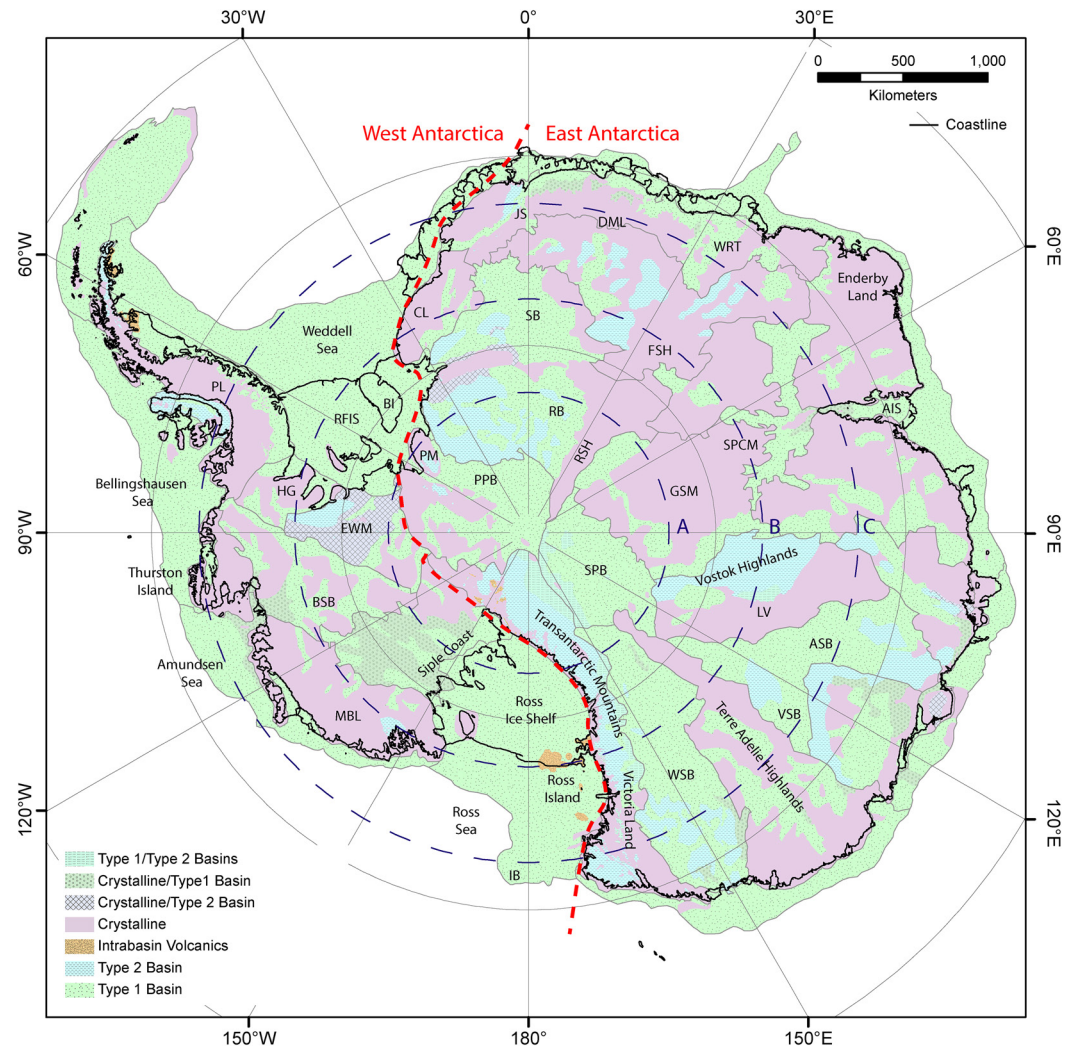 30°W
0°
30°E
0
500
1,000
Kilometers
Coastline
West Antarctica
East Antarctica
60°W
60°E
JS
DML
WRT
Enderby
Land
CL
SB
Weddell
Sea
FSH
PL
BI
RFIS
RB
AIS
RSH
SPCM
PM
PPB
GSM
HG
Bellingshausen
Sea
EWM
90°W
A
B
C
90°E
Vostok Highlands
SPB
Thurston
Island
BSB
LV
Transantarctic Mountains
ASB
Siple Coast
Amundsen
Sea
Ross
Ice Shelf
MBL
VSB
Terre Adelie Highlands
WSB
Ross
Island
Victoria Land
120°W
Ross
Sea
120°E
IB
Type 1/Type 2 Basins
Crystalline/Type1 Basin
Crystalline/Type 2 Basin
Crystalline
Intrabasin Volcanics
Type 2 Basin
Type 1 Basin
150°W
180°
150°E